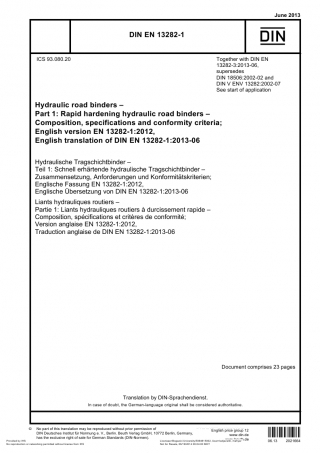 June 2013
DIN EN 13282-1
DIN
ICS 93.080.20
Together with DIN EN
13282-3:2013-06,
supersedes
DIN 18506:2002-02 and
DIN V ENV 13282:2002-07
See start of application
Hydraulic road binders –
Part 1: Rapid hardening hydraulic road binders –
Composition, specifications and conformity criteria;
English version EN 13282-1:2012,
English translation of DIN EN 13282-1:2013-06
Hydraulische Tragschichtbinder –
Teil 1: Schnell erhärtende hydraulische Tragschichtbinder –
Zusammensetzung, Anforderungen und Konformitätskriterien;
Englische Fassung EN 13282-1:2012,
Englische Übersetzung von DIN EN 13282-1:2013-06
Liants hydrauliques routiers –
Partie 1: Liants hydrauliques routiers à durcissement rapide –
Composition, spécifications et critères de conformité;
Version anglaise EN 13282-1:2012,
Traduction anglaise de DIN EN 13282-1:2013-06
Document comprises 23 pages
Translation by DIN-Sprachendienst.
In case of doubt, the German-language original shall be considered authoritative.
No part of this translation may be reproduced without prior permission of
DIN Deutsches Institut für Normung e. V., Berlin. Beuth Verlag GmbH, 10772 Berlin, Germany,
has the exclusive right of sale for German Standards (DIN-Normen).
English price group 13
www.din.de